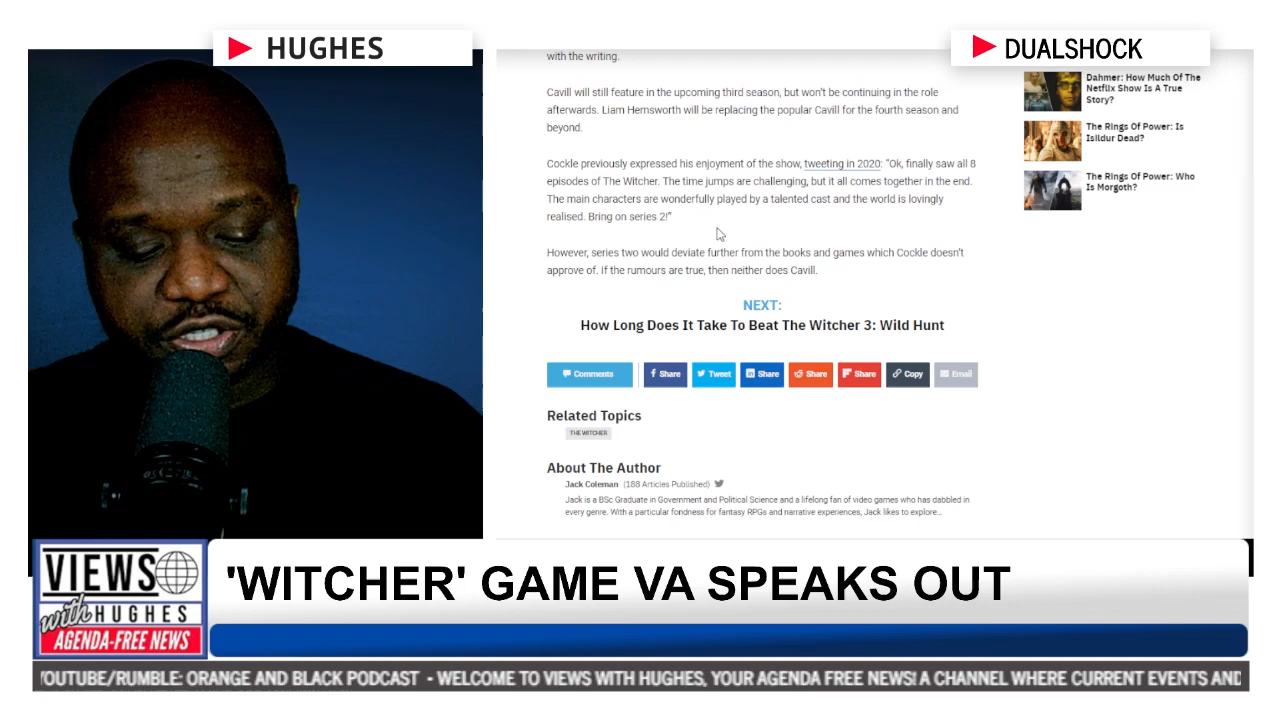 HUGHES
DUALSHOCK
with the writing.
Cavill will still feature in the upcoming third season, but won't be continuing in the role
afterwards. Liam Hemsworth will be replacing the popular Cavill for the fourth season and
beyond.
Cockle previously expressed his enjoyment of the show, tweeting in 2020: “Ok, finally saw all 8
episodes of The Witcher. The time jumps are challenging, but it all comes together in the end.
The main characters are wonderfully played by a talented cast and the world is lovingly
realised. Bring on series 2!”
However, series two would deviate further from the books and games which Cockle doesn't
approve of. If the rumours are true, then neither does Cavill.
NEXT:
How Long Does It Take To Beat The Witcher 3: Wild Hunt
Comments
Share
Tweet
Share
Share
Share
Copy
Email
Related Topics
THE WITCHER
About The Author
Jack Coleman (188 Articles Published)
Jack is a BSc Graduate in Government and Political Science and a lifelong fan of video games who has dabbled in
every genre. With a particular fondness for fantasy RPGs and narrative experiences, Jack likes to explore...
Dahmer: How Much Of The
Netflix Show Is A True
Story?
The Rings Of Power: Is
Isildur Dead?
The Rings Of Power: Who
Is Morgoth?
VIEWS
with HUGHES
AGENDA-FREE NEWS
'WITCHER' GAME VA SPEAKS OUT
YOUTUBE/RUMBLE: ORANGE AND BLACK PODCAST - WELCOME TO VIEWS WITH HUGHES, YOUR AGENDA FREE NEWS! A CHANNEL WHERE CURRENT EVENTS AND